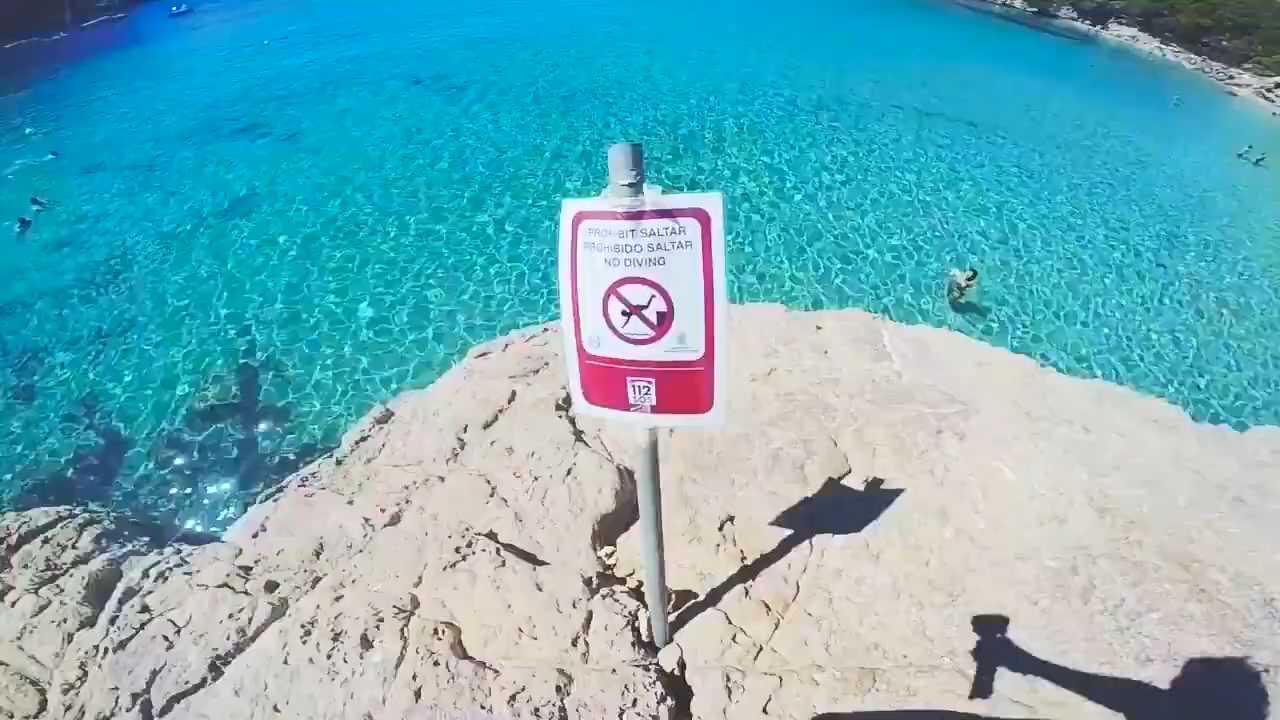 PROHIBIT SALTAR
PROHIBIDO SALTAR
NO DIVING
112
SOS